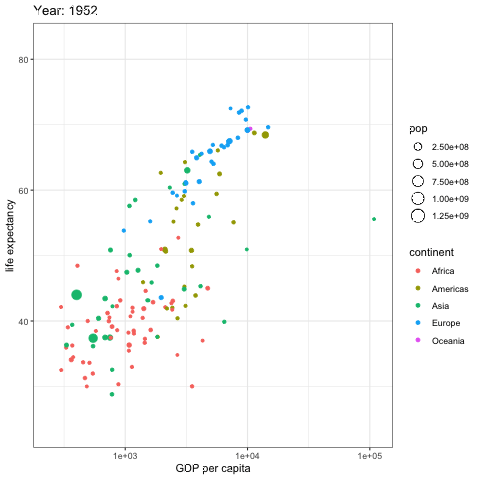 Year: 1952
80
60
40
life expectancy
1e+03
1e+04
1e+05
GDP per capita
pop
2.50e+08
5.00e+08
7.50e+08
1.00e+09
1.25e+09
continent
Africa
Americas
Asia
Europe
Oceania